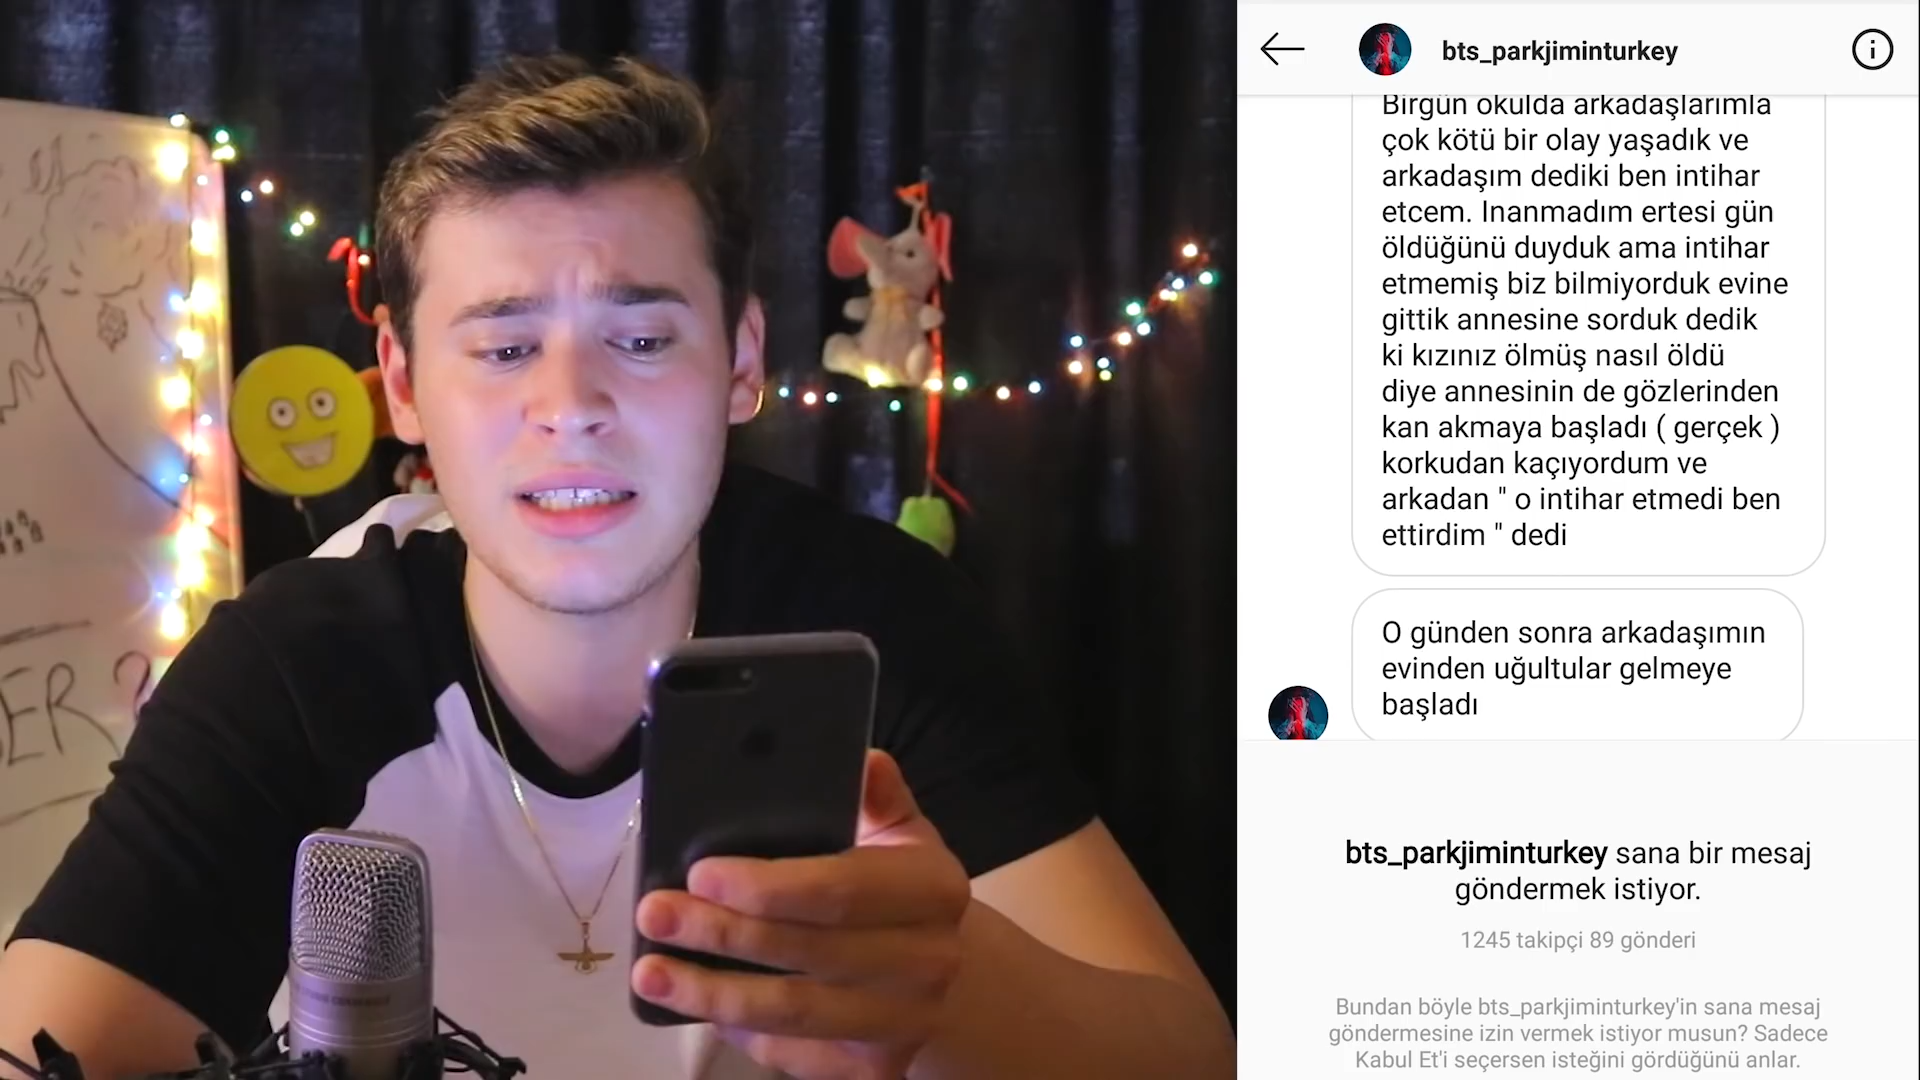 bts_parkjiminturkey
Birgün okulda arkadaşlarımla
çok kötü bir olay yaşadık ve
arkadaşım dediki ben intihar
etcem. Inanmadım ertesi gün
öldüğünü duyduk ama intihar
etmemiş biz bilmiyorduk evine
gittik annesine sorduk dedik
ki kızınız ölmüş nasıl öldü
diye annesinin de gözlerinden
kan akmaya başladı ( gerçek )
korkudan kaçıyordum ve
arkadan " o intihar etmedi ben
ettirdim " dedi
O günden sonra arkadaşımın
evinden uğultular gelmeye
başladı
bts_parkjiminturkey sana bir mesaj
göndermek istiyor.
1245 takipçi 89 gönderi
Bundan böyle bts_parkjiminturkey'in sana mesaj
göndermesine izin vermek istiyor musun? Sadece
Kabul Et'i seçersen isteğini gördüğünü anlar.